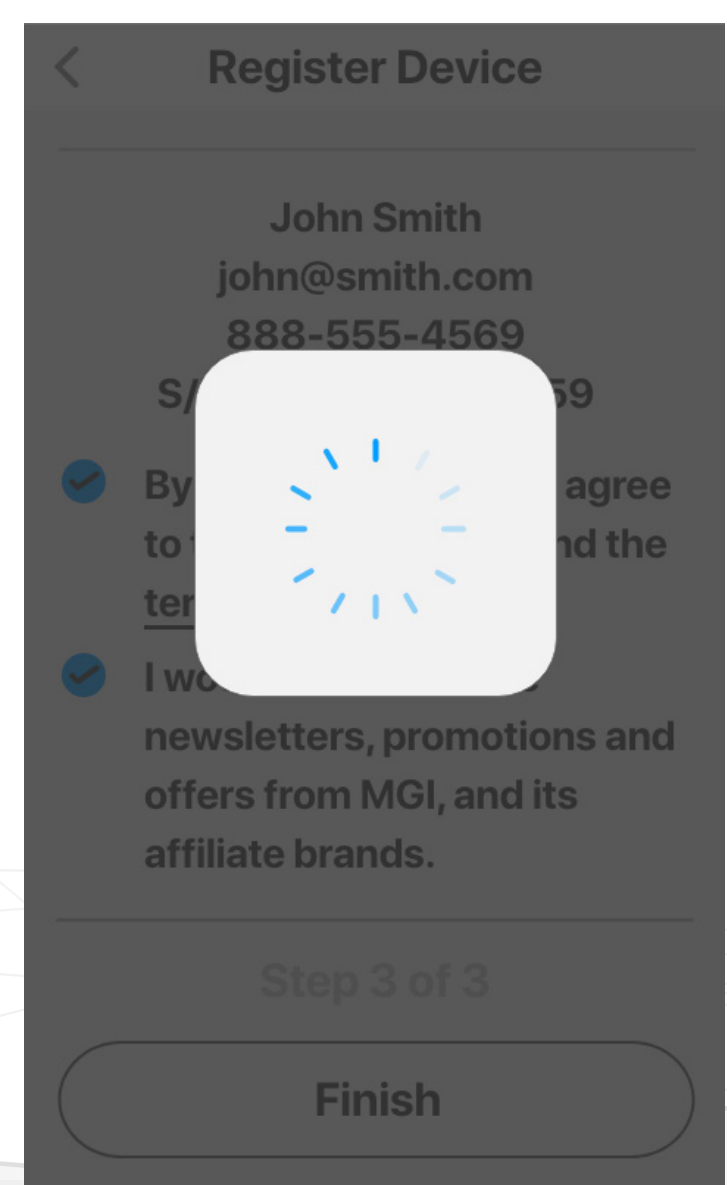 Register Device
John Smith
john@smith.com
888-555-4569
S/ 59
By agree
to nd the
ter
I wo
newsletters, promotions and
offers from MGI, and its
affiliate brands.
Step 3 of 3
Finish